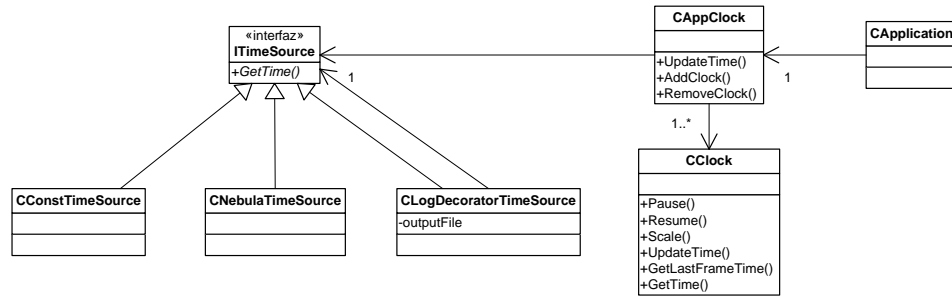 «interfaz»
ITimeSource
+GetTime()
1
CAppClock
+UpdateTime()
+AddClock()
+RemoveClock()
1
CApplication
1..*
CClock
+Pause()
+Resume()
+Scale()
+UpdateTime()
+GetLastFrameTime()
+GetTime()
CConstTimeSource
CNebulaTimeSource
CLogDecoratorTimeSource
-outputFile